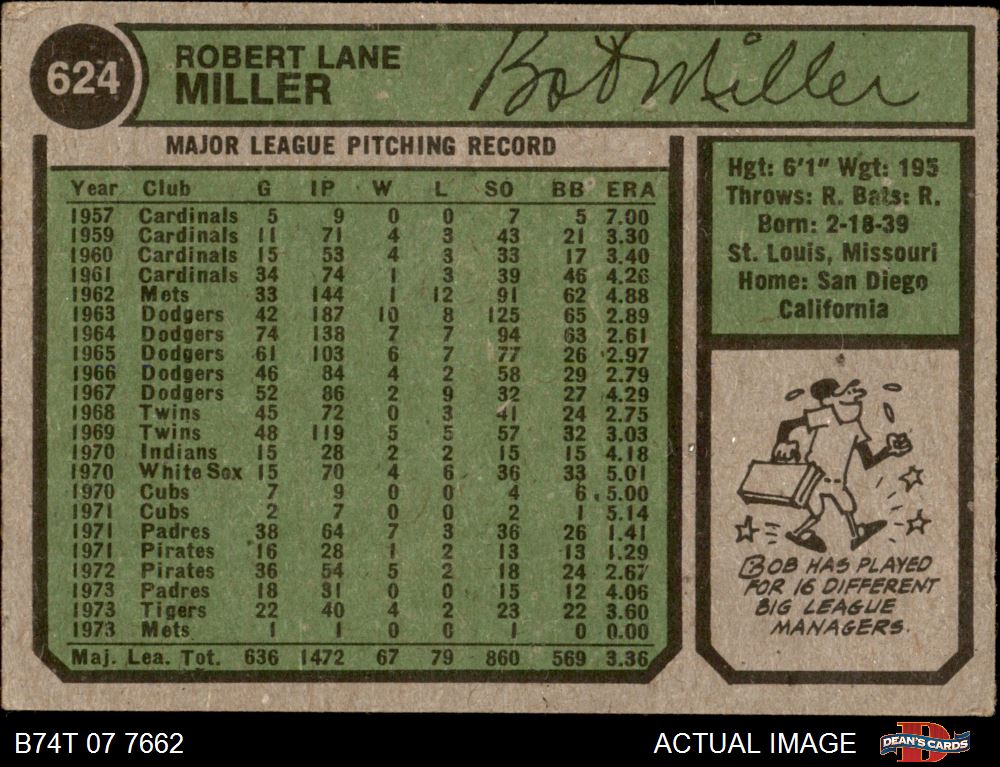 624
ROBERT LANE
MILLER
Bob Miller
MAJOR LEAGUE PITCHING RECORD
Year Club G IP W L SO BB ERA
1957 Cardinals 5 9 0 0 7 5 7.00
1959 Cardinals 11 71 4 3 43 21 3.30
1960 Cardinals 15 53 4 3 33 17 3.40
1961 Cardinals 34 74 1 3 39 46 4.26
1962 Mets 33 144 1 12 91 62 4.88
1963 Dodgers 42 187 10 8 125 65 2.89
1964 Dodgers 74 138 7 7 94 63 2.61
1965 Dodgers 61 103 6 7 77 26 2.97
1966 Dodgers 46 84 4 2 58 29 2.79
1967 Dodgers 52 86 2 9 32 27 4.29
1968 Twins 45 72 0 3 41 24 2.75
1969 Twins 48 119 5 5 57 32 3.03
1970 Indians 15 28 2 2 15 15 4.18
1970 White Sox 15 70 4 6 36 33 5.01
1970 Cubs 7 9 0 0 4 6 5.00
1971 Cubs 2 7 0 0 2 1 5.14
1971 Padres 38 64 7 3 36 26 1.41
1971 Pirates 16 28 1 2 13 13 1.29
1972 Pirates 36 54 5 2 18 24 2.67
1973 Padres 18 31 0 0 15 12 4.06
1973 Tigers 22 40 4 2 23 22 3.60
1973 Mets 1 1 0 0 1 0 0.00
Maj. Lea. Tot. 636 1472 67 79 860 569 3.36
Hgt: 6'1" Wgt: 195
Throws: R. Bats: R.
Born: 2-18-39
St. Louis, Missouri
Home: San Diego
California
BOB HAS PLAYED
FOR 16 DIFFERENT
BIG LEAGUE
MANAGERS.
B74T 07 7662
ACTUAL IMAGE
D
DEAN'S CARDS